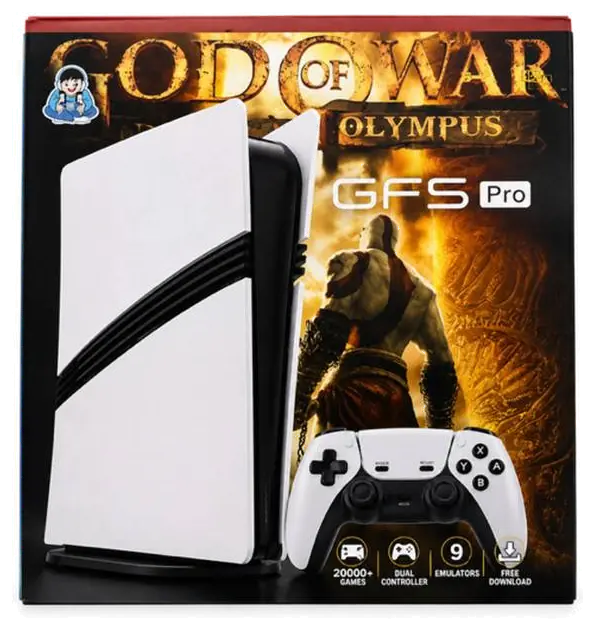 GOD OF WAR
OLYMPUS
GFS Pro
X
Y A
B
20000+
GAMES
DUAL
CONTROLLER
9
EMULATORS
FREE
DOWNLOAD